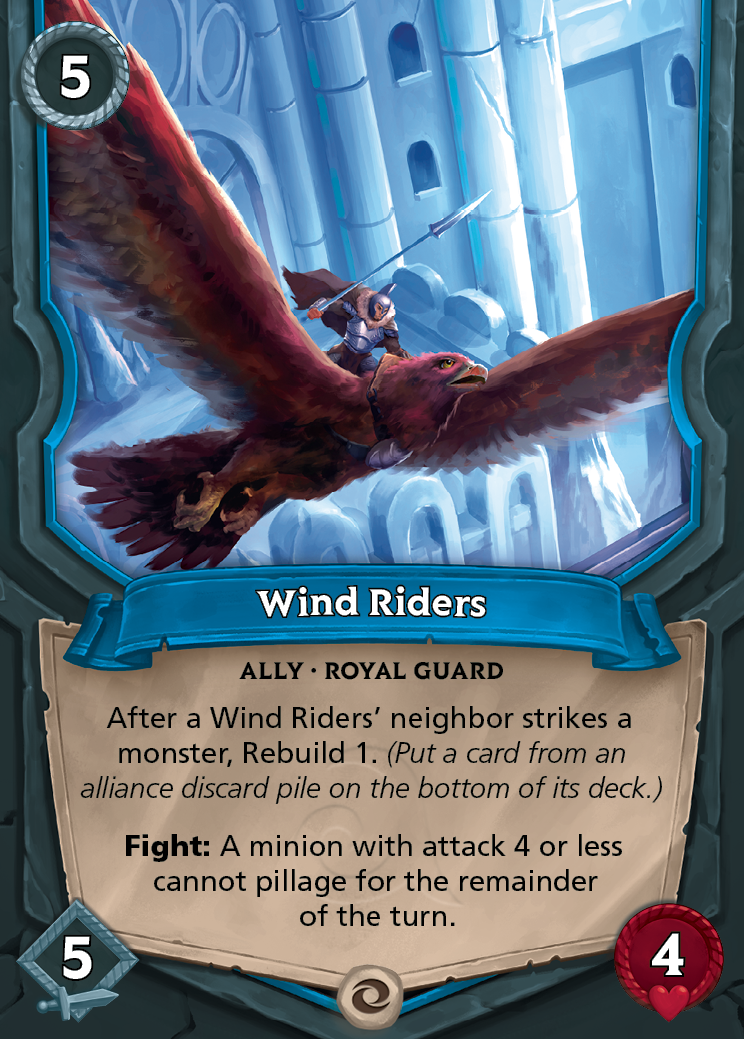 5
Wind Riders
ALLY · ROYAL GUARD
After a Wind Riders’ neighbor strikes a
monster, Rebuild 1. (Put a card from an
alliance discard pile on the bottom of its deck.)
Fight: A minion with attack 4 or less
cannot pillage for the remainder
of the turn.
5
4